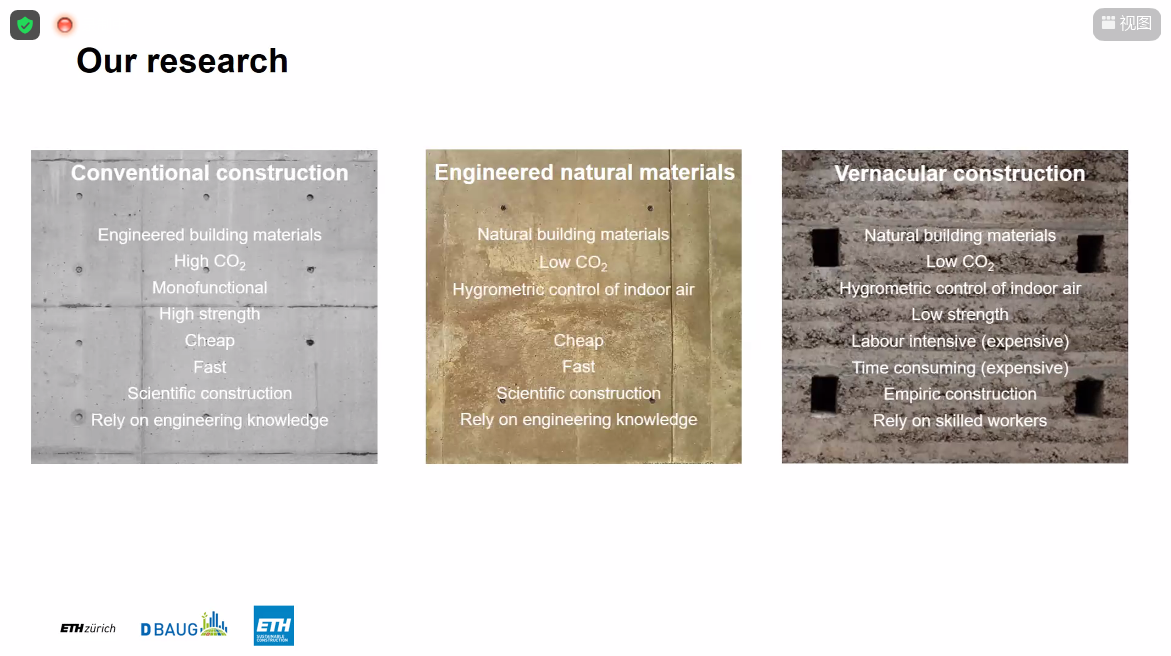 视图
Our research
Conventional construction
Engineered building materials
High CO₂
Monofunctional
High strength
Cheap
Fast
Scientific construction
Rely on engineering knowledge
Engineered natural materials
Natural building materials
Low CO₂
Hygrometric control of indoor air
Cheap
Fast
Scientific construction
Rely on engineering knowledge
Vernacular construction
Natural building materials
Low CO₂
Hygrometric control of indoor air
Low strength
Labour intensive (expensive)
Time consuming (expensive)
Empiric construction
Rely on skilled workers
ETH zürich
D BAUG
ETH
SUSTAINABLE
CONSTRUCTION